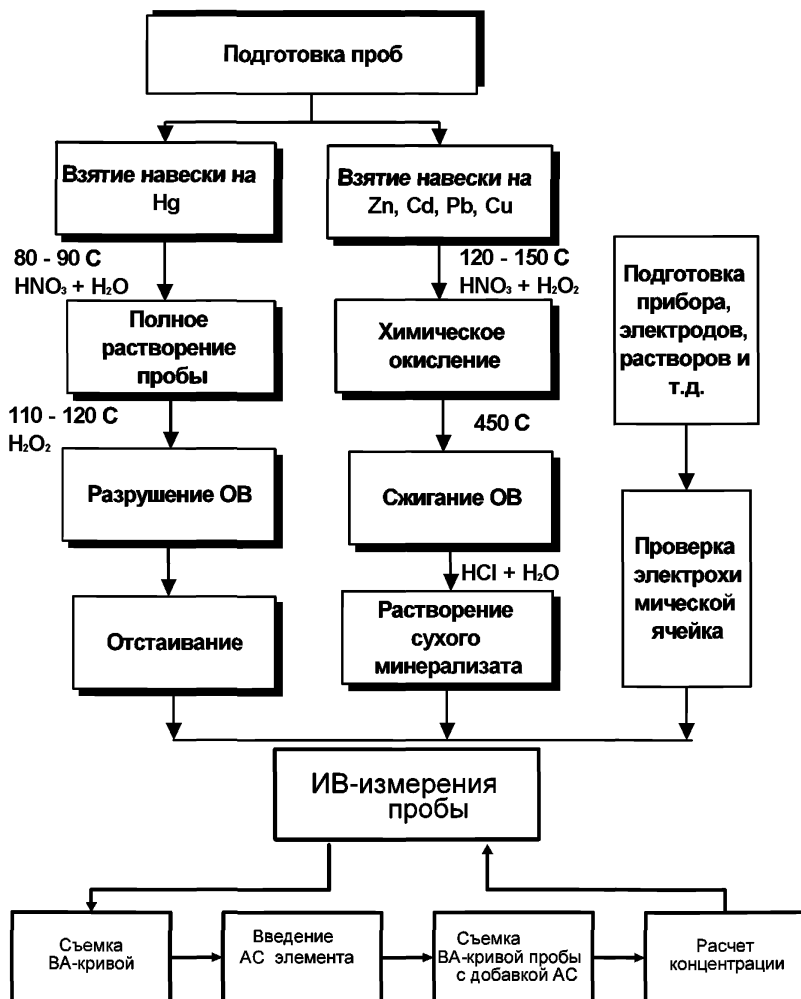 Подготовка проб
Взятие навески на
Hg
Взятие навески на
Zn, Cd, Pb, Cu
80 - 90 С
HNO₃ + H₂O
120 - 150 С
HNO₃ + H₂O₂
Подготовка
прибора,
электродов,
растворов и
т.д.
Полное
растворение
пробы
Химическое
окисление
110 - 120 С
H₂O₂
450 С
Разрушение ОВ
Сжигание ОВ
Проверка
электрохи
мической
ячейка
HCl + H₂O
Отстаивание
Растворение
сухого
минерализата
ИВ-измерения
пробы
Съемка
ВА-кривой
Введение
АС элемента
Съемка
ВА-кривой пробы
с добавкой АС
Расчет
концентрации